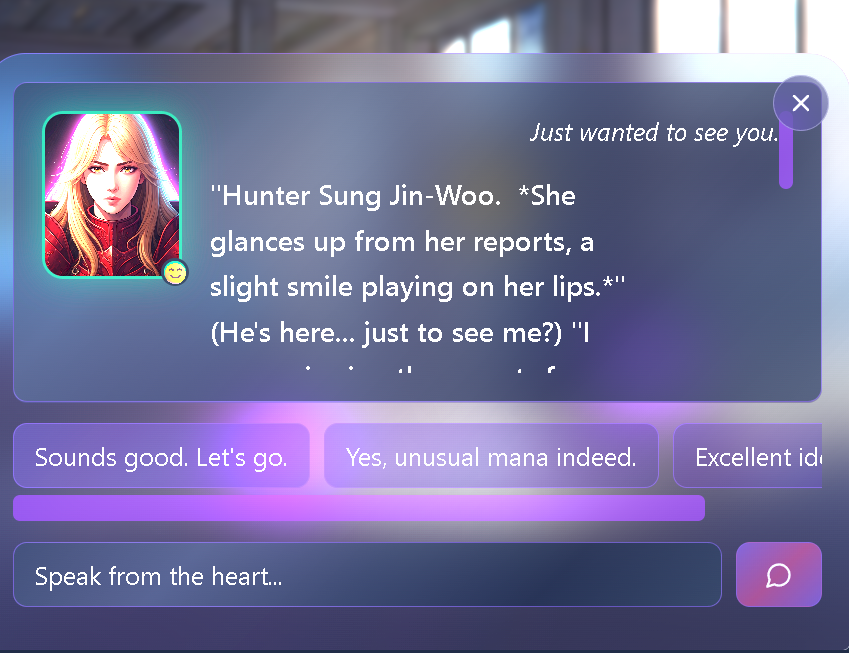 Just wanted to see you.
"Hunter Sung Jin-Woo.  *She
glances up from her reports, a
slight smile playing on her lips.*"
(He's here... just to see me?) "I
Sounds good. Let's go.
Yes, unusual mana indeed.
Excellent
Speak from the heart...